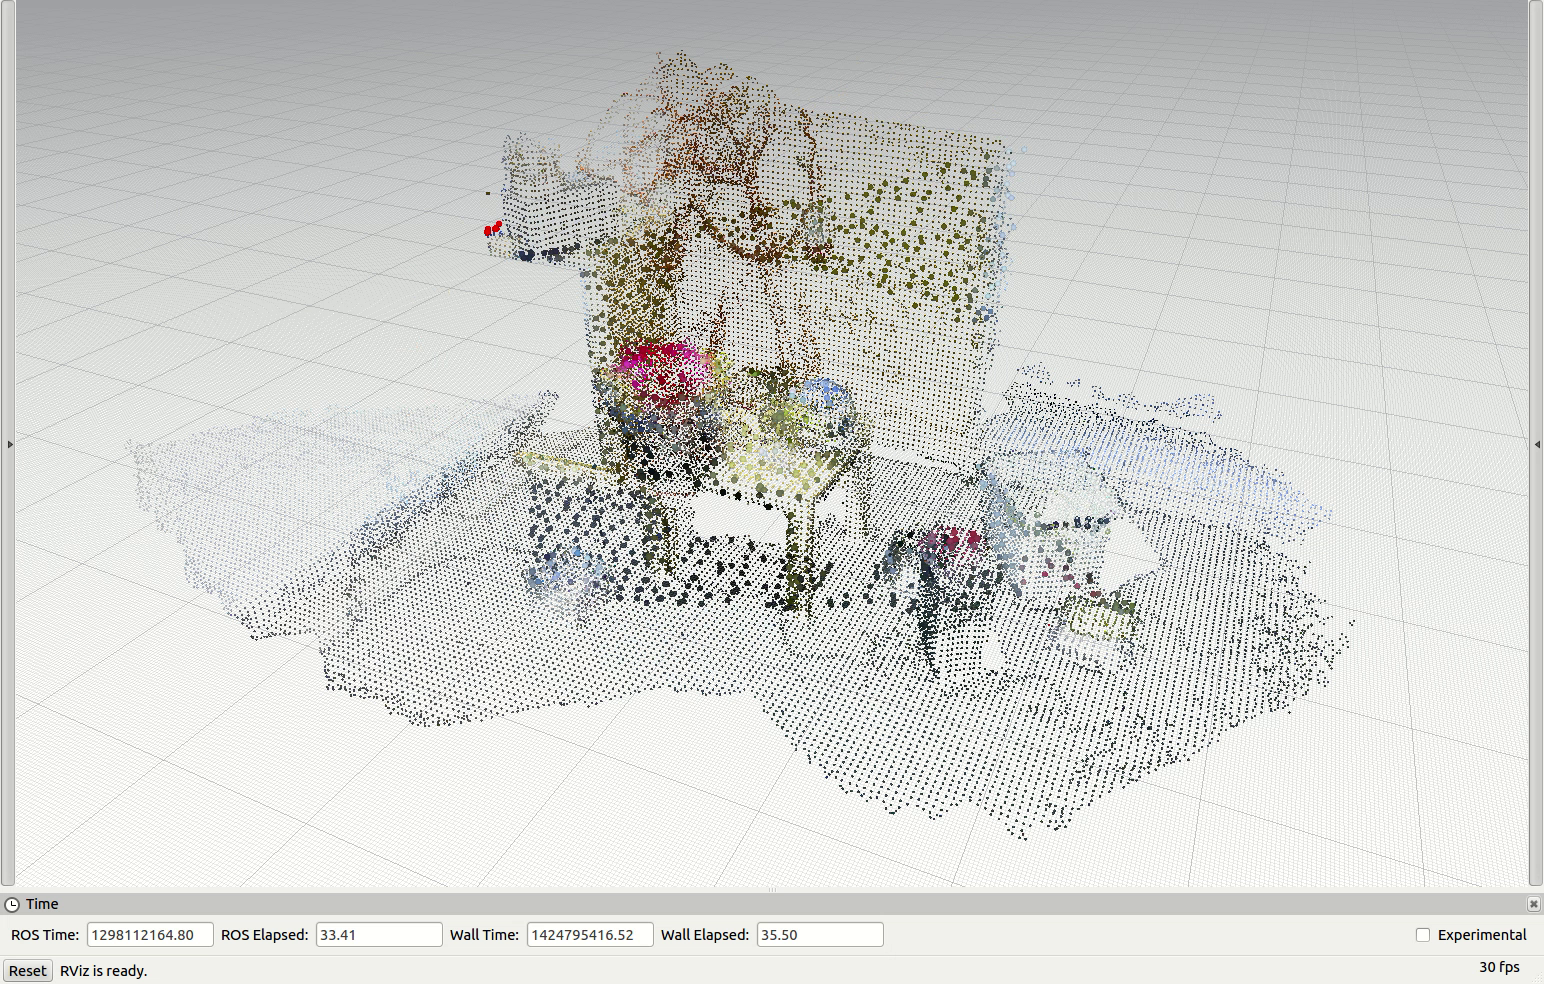 Time
ROS Time: 1298112164.80 ROS Elapsed: 33.41 Wall Time: 1424795416.52 Wall Elapsed: 35.50 Experimental
Reset RViz is ready. 30 fps